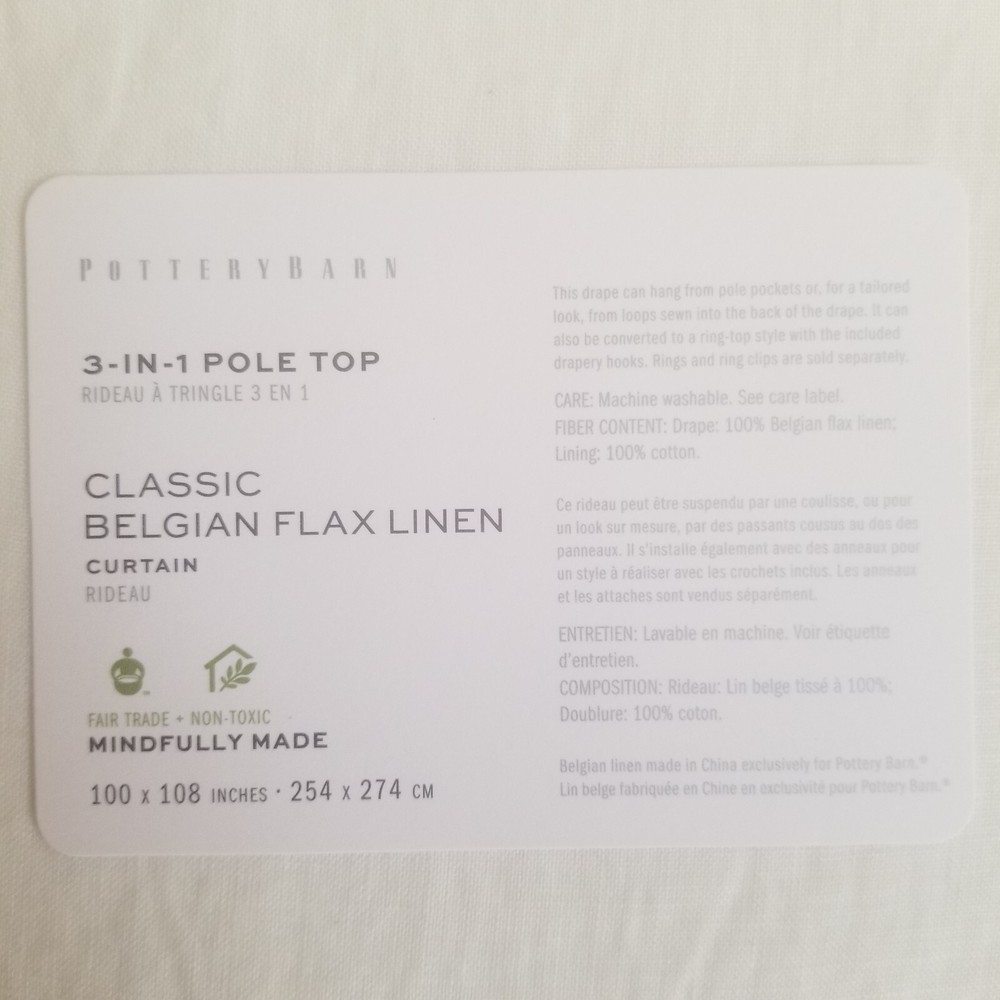 POTTERYBARN
3-IN-1 POLE TOP
RIDEAU À TRINGLE 3 EN 1
CLASSIC
BELGIAN FLAX LINEN
CURTAIN
RIDEAU
FAIR TRADE + NON-TOXIC
MINDFULLY MADE
100 x 108 INCHES · 254 x 274 CM
This drape can hang from pole pockets or, for a tailored
look, from loops sewn into the back of the drape. It can
also be converted to a ring-top style with the included
drapery hooks. Rings and ring clips are sold separately.
CARE: Machine washable. See care label.
FIBER CONTENT: Drape: 100% Belgian flax linen;
Lining: 100% cotton.
Ce rideau peut être suspendu par une coulisse, ou pour
un look sur mesure, par des passants cousus au dos des
panneaux. Il s'installe également avec des anneaux pour
un style à réaliser avec les crochets inclus. Les anneaux
et les attaches sont vendus séparément.
ENTRETIEN: Lavable en machine. Voir étiquette
d'entretien.
COMPOSITION: Rideau: Lin belge tissé à 100%;
Doublure: 100% coton.
Belgian linen made in China exclusively for Pottery Barn.®
Lin belge fabriquée en Chine en exclusivité pour Pottery Barn.®